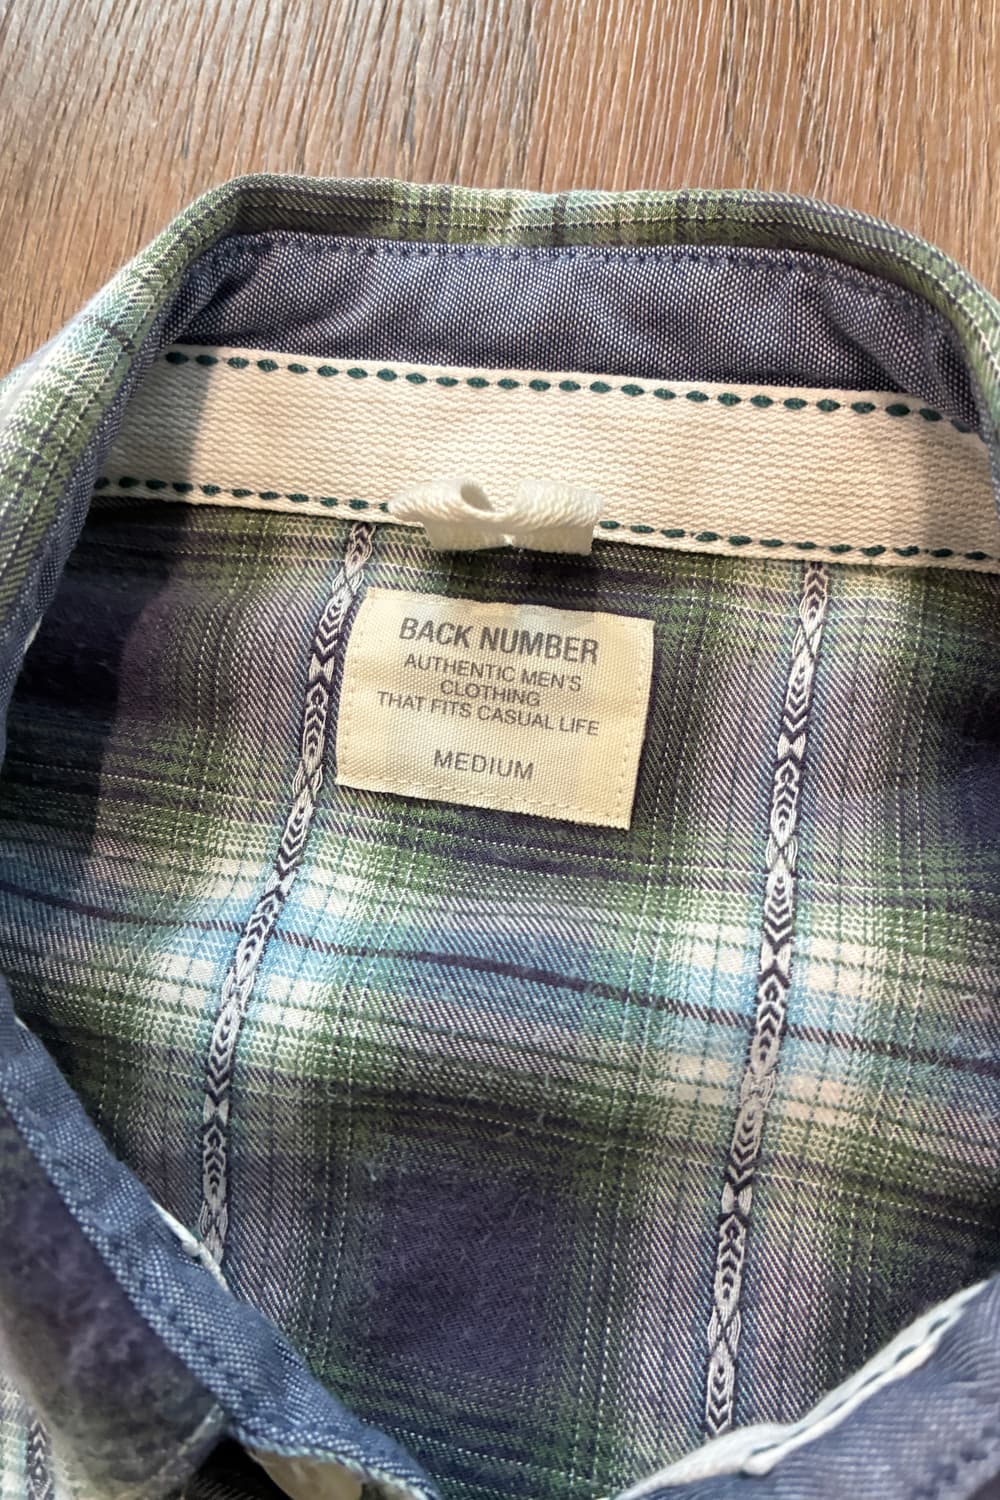 BACK NUMBER
AUTHENTIC MEN'S
CLOTHING
THAT FITS CASUAL LIFE
MEDIUM